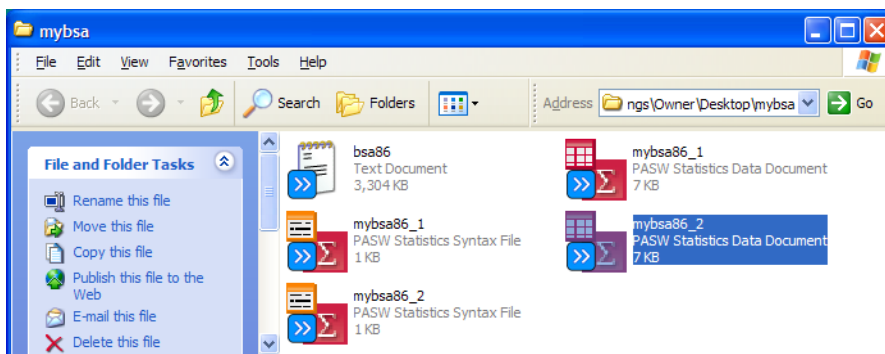 mybsa
File Edit View Favorites Tools Help
Back Search Folders Address ngs\Owner\Desktop\mybsa Go
File and Folder Tasks
Rename this file
Move this file
Copy this file
Publish this file to the
Web
E-mail this file
Delete this file
bsa86
Text Document
3,304 KB
mybsa86_1
PASW Statistics Data Document
7 KB
mybsa86_1
PASW Statistics Syntax File
1 KB
mybsa86_2
PASW Statistics Data Document
7 KB
mybsa86_2
PASW Statistics Syntax File
1 KB